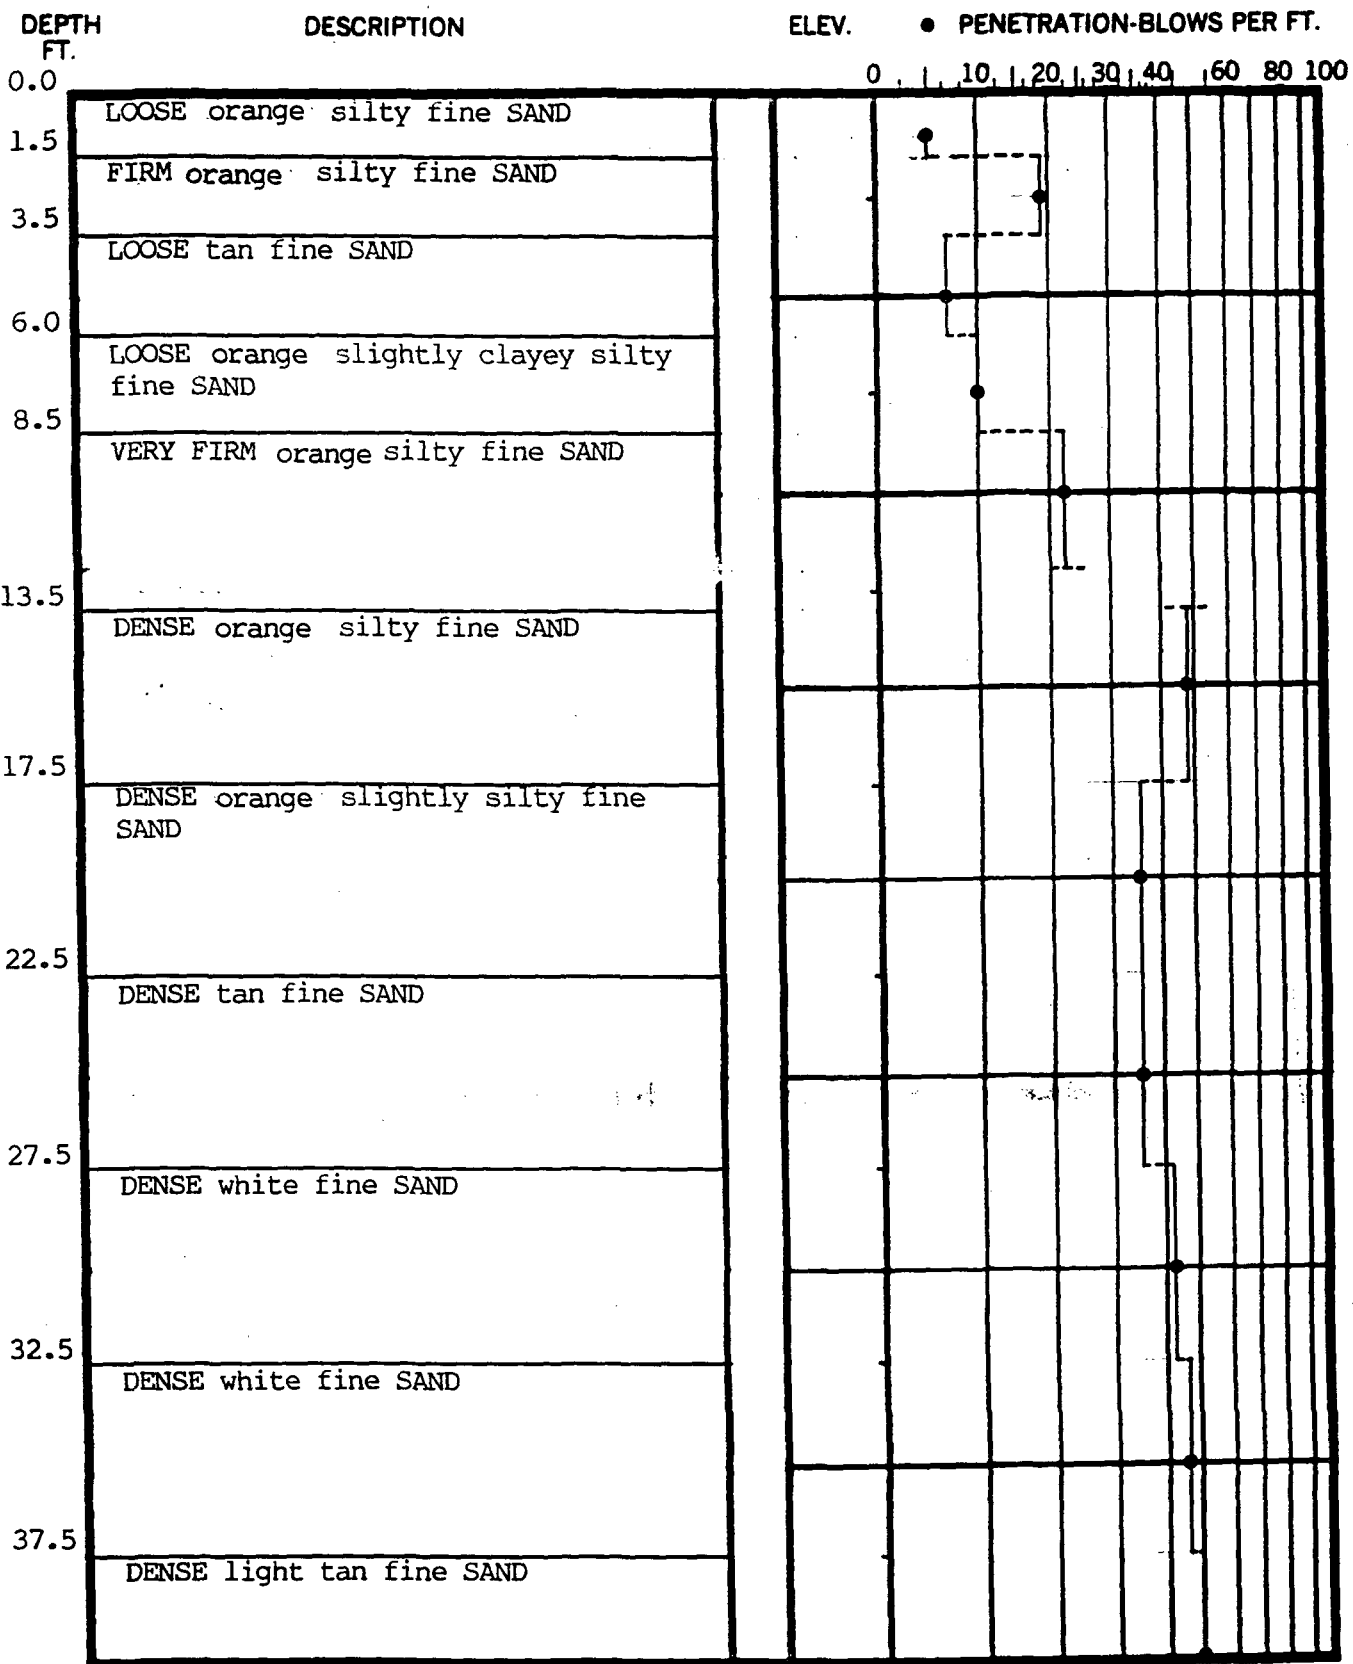 DEPTH FT. DESCRIPTION ELEV. ● PENETRATION-BLOWS PER FT.
0.0 0 10 20 30 40 60 80 100
LOOSE orange silty fine SAND
1.5
FIRM orange silty fine SAND
3.5
LOOSE tan fine SAND
6.0
LOOSE orange slightly clayey silty
fine SAND
8.5
VERY FIRM orange silty fine SAND
13.5
DENSE orange silty fine SAND
17.5
DENSE orange slightly silty fine
SAND
22.5
DENSE tan fine SAND
27.5
DENSE white fine SAND
32.5
DENSE white fine SAND
37.5
DENSE light tan fine SAND